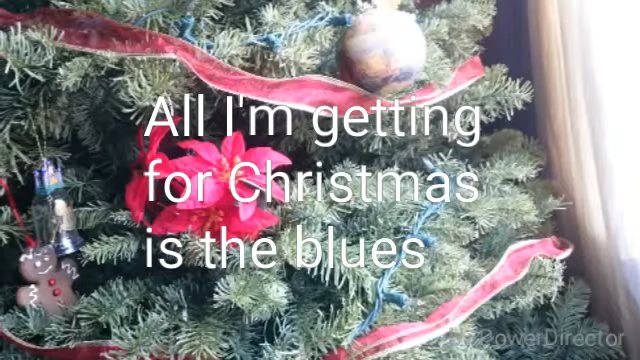 All I'm getting
for Christmas
is the blues
PowerDirector